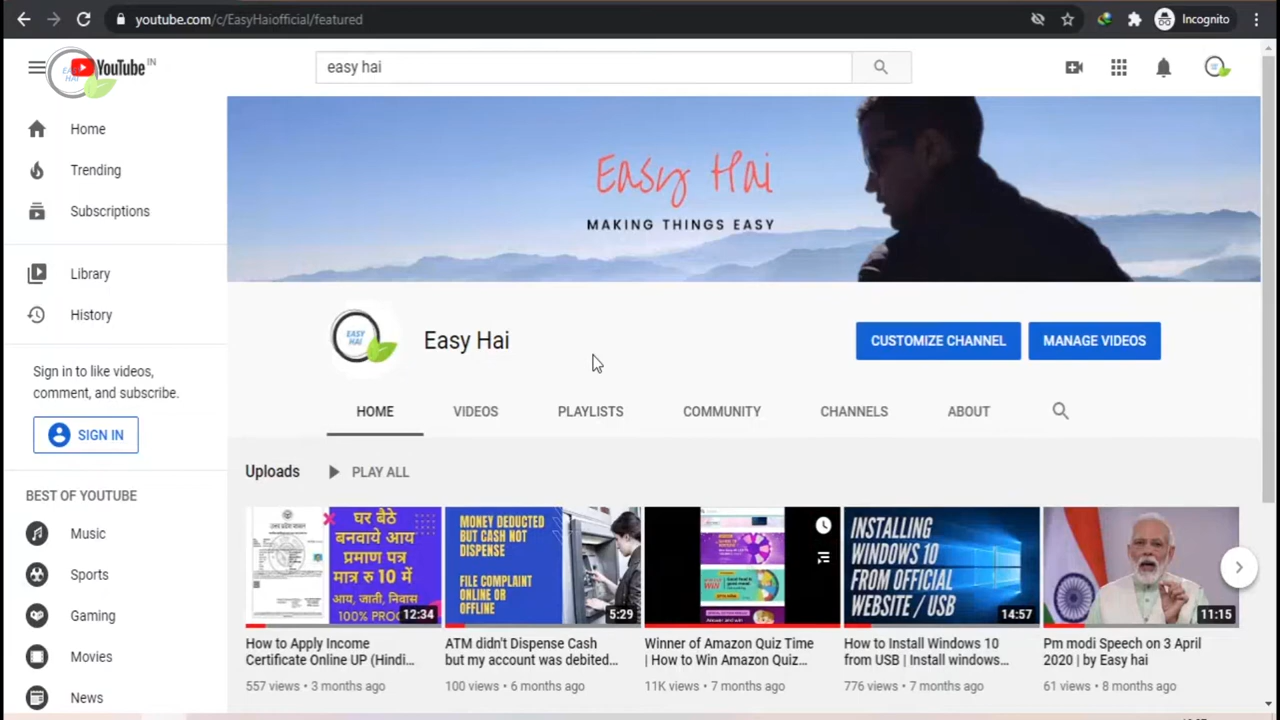 youtube.com/c/EasyHaiofficial/featured
Incognito
YouTube IN
easy hai
Home
Trending
Subscriptions
Library
History
Sign in to like videos,
comment, and subscribe.
SIGN IN
BEST OF YOUTUBE
Music
Sports
Gaming
Movies
News
Easy Hai
MAKING THINGS EASY
EASY
HAI
Easy Hai
CUSTOMIZE CHANNEL
MANAGE VIDEOS
HOME
VIDEOS
PLAYLISTS
COMMUNITY
CHANNELS
ABOUT
Uploads
PLAY ALL
घर बैठे
बनवाये आय
प्रमाण पत्र
मात्र रु 10 में
आय, जाति, निवास
100% PROO
12:34
How to Apply Income
Certificate Online UP (Hindi...
557 views • 3 months ago
MONEY DEDUCTED
BUT CASH NOT
DISPENSE
FILE COMPLAINT
ONLINE OR
OFFLINE
5:29
ATM didn't Dispense Cash
but my account was debited...
100 views • 6 months ago
Winner of Amazon Quiz Time
| How to Win Amazon Quiz...
11K views • 7 months ago
INSTALLING
WINDOWS 10
FROM OFFICIAL
WEBSITE / USB
14:57
How to Install Windows 10
from USB | Install windows...
776 views • 7 months ago
11:15
Pm modi Speech on 3 April
2020 | by Easy hai
61 views • 8 months ago